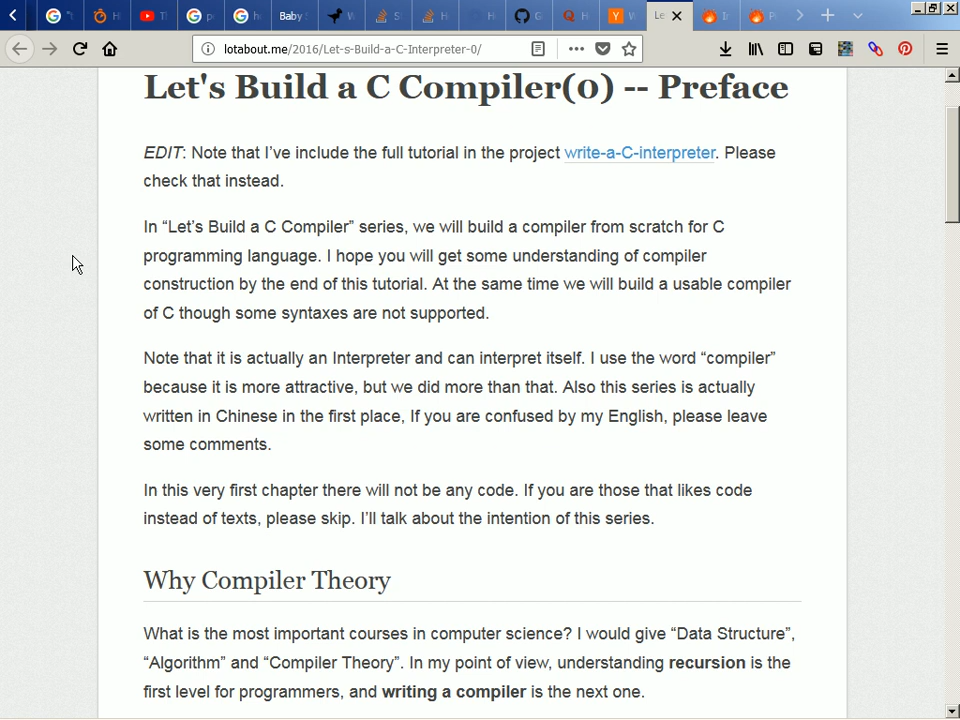 Baby
Le
lotabout.me/2016/Let-s-Build-a-C-Interpreter-0/
Let's Build a C Compiler(0) -- Preface
EDIT: Note that I’ve include the full tutorial in the project write-a-C-interpreter. Please
check that instead.
In “Let’s Build a C Compiler” series, we will build a compiler from scratch for C
programming language. I hope you will get some understanding of compiler
construction by the end of this tutorial. At the same time we will build a usable compiler
of C though some syntaxes are not supported.
Note that it is actually an Interpreter and can interpret itself. I use the word “compiler”
because it is more attractive, but we did more than that. Also this series is actually
written in Chinese in the first place, If you are confused by my English, please leave
some comments.
In this very first chapter there will not be any code. If you are those that likes code
instead of texts, please skip. I’ll talk about the intention of this series.
Why Compiler Theory
What is the most important courses in computer science? I would give “Data Structure”,
“Algorithm” and “Compiler Theory”. In my point of view, understanding recursion is the
first level for programmers, and writing a compiler is the next one.